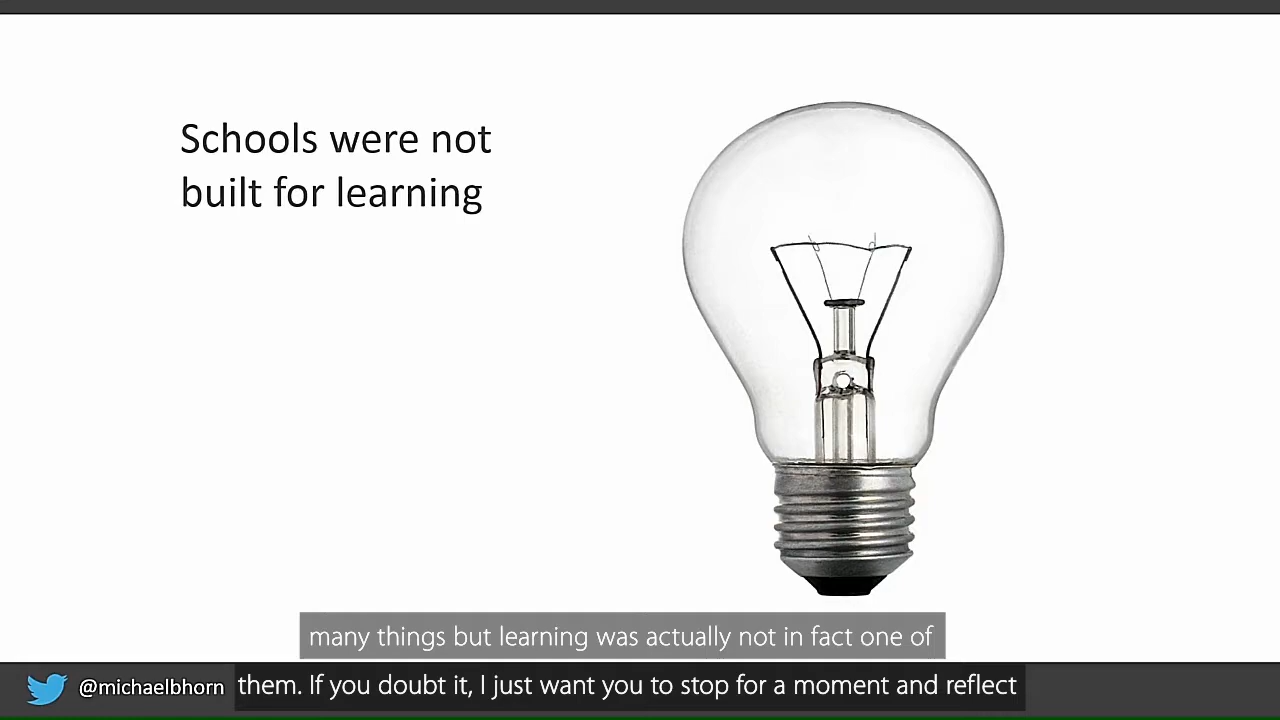 Schools were not
built for learning
many things but learning was actually not in fact one of
@michaelbhorn
them. If you doubt it, I just want you to stop for a moment and reflect